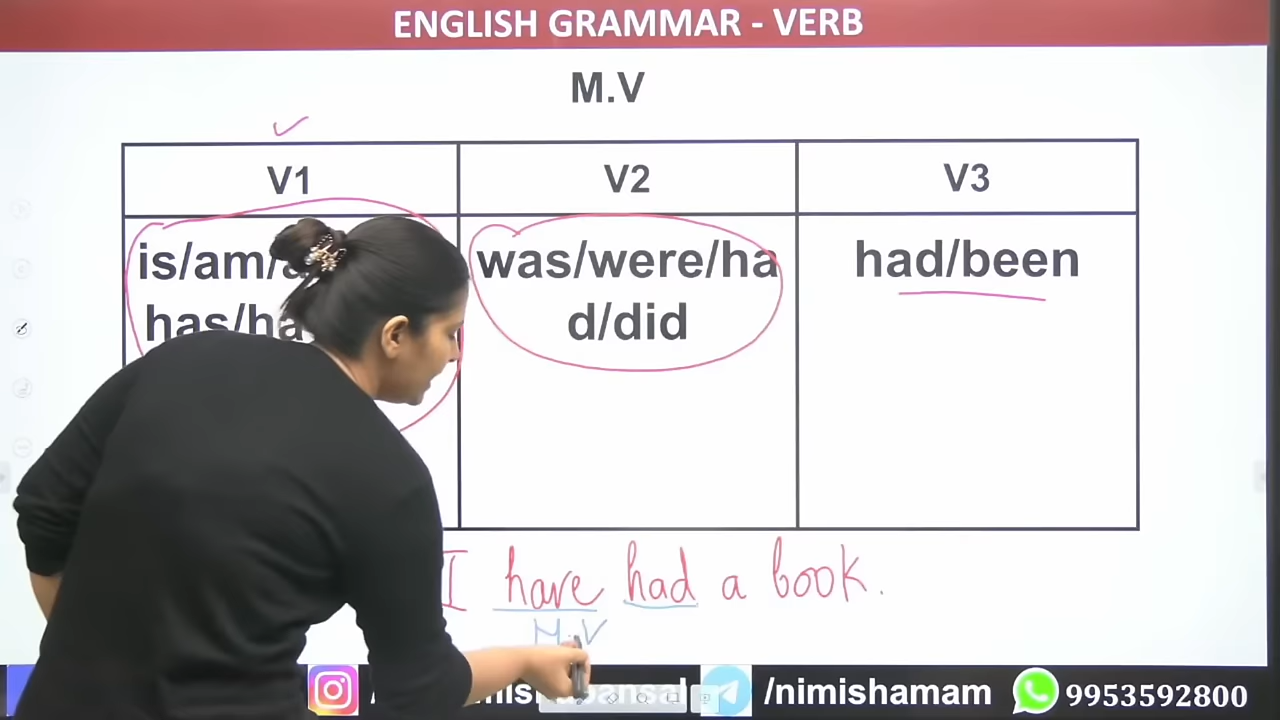 ENGLISH GRAMMAR - VERB
M.V
V1 V2 V3
is/am/ was/were/ha had/been
has/ha d/did
I have had a book.
M.V
/nimishamam 9953592800